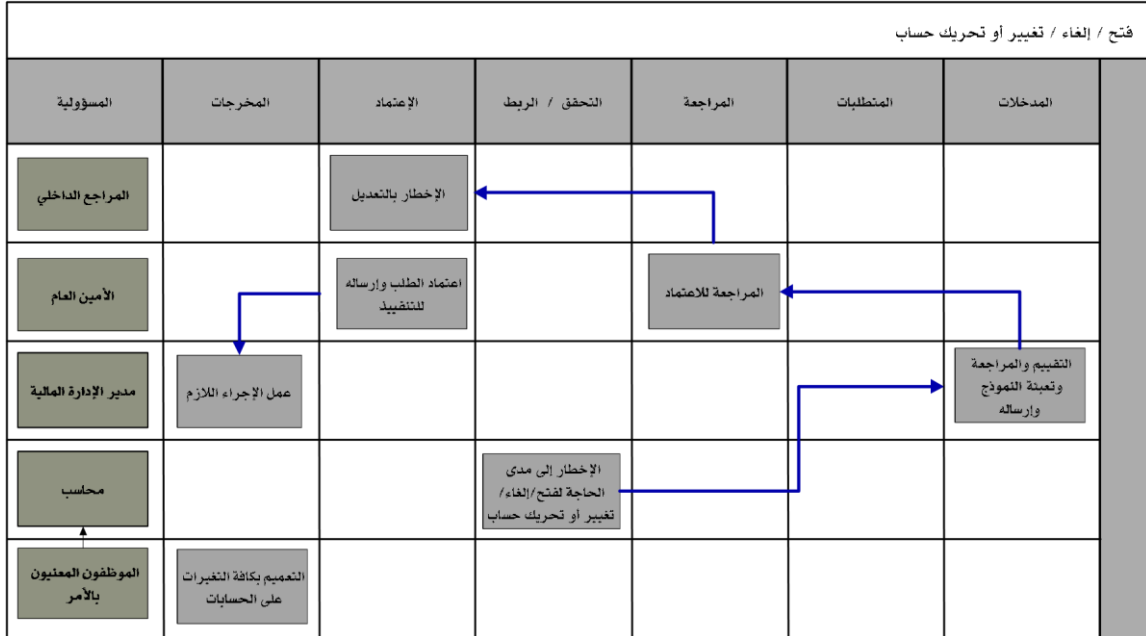 فتح / إلغاء / تغيير أو تحريك حساب
المدخلات
المتطلبات
المراجعة
التحقق / الربط
الإعتماد
المخرجات
المسؤولية
الإخطار بالتعديل
المراجع الداخلي
المراجعة للاعتماد
اعتماد الطلب وإرساله
للتنفييذ
الأمين العام
التقييم والمراجعة
وتعبئة النموذج
وإرساله
عمل الإجراء اللازم
مدير الإدارة المالية
الإخطار إلى مدى
الحاجة لفتح/إلغاء/
تغيير أو تحريك حساب
محاسب
التعميم بكافة التغيرات
على الحسابات
الموظفون المعنيون
بالأمر